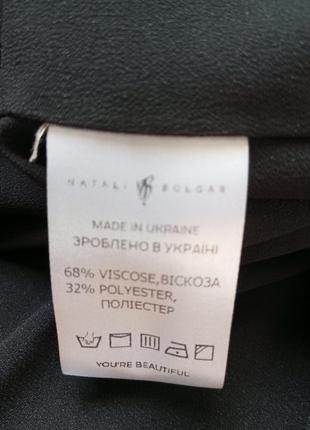 NATALI BOLGAR
MADE IN UKRAINE
ЗРОБЛЕНО В УКРАЇНІ
68% VISCOSE,ВІСКОЗА
32% POLYESTER,
ПОЛІЕСТЕР
YOU'RE BEAUTIFUL